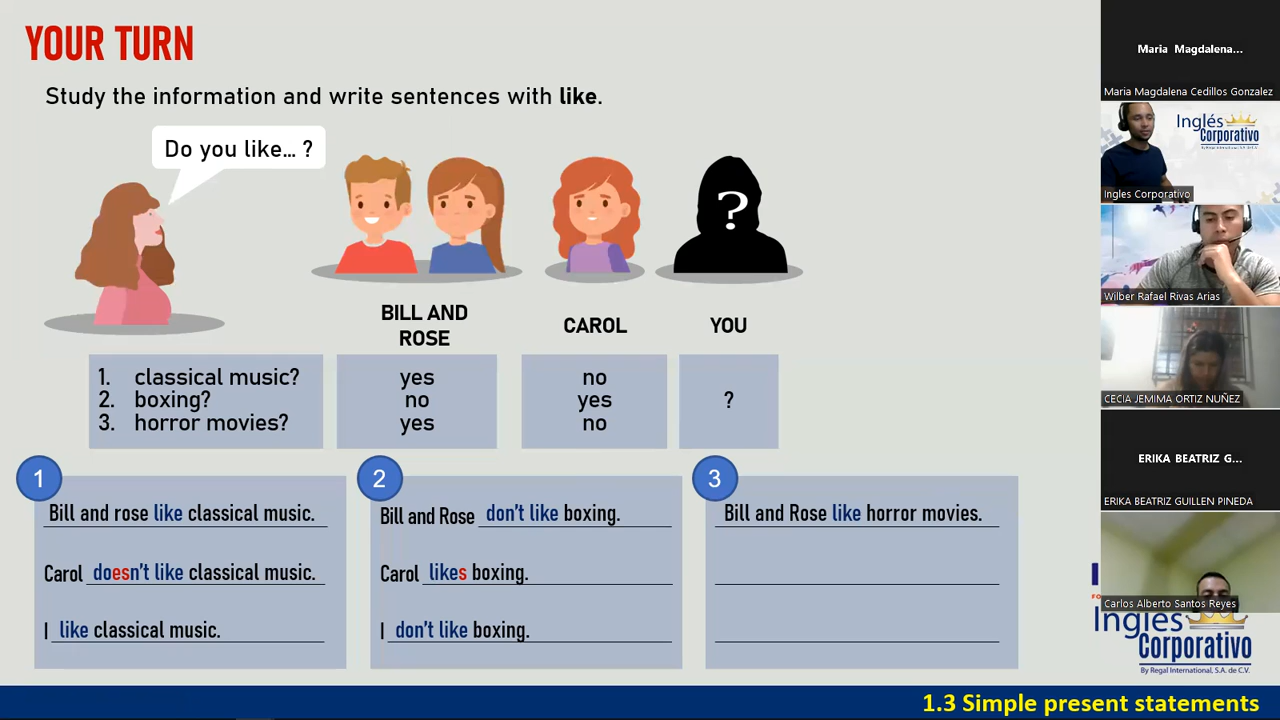 YOUR TURN
Study the information and write sentences with like.
Do you like... ?
?
BILL AND
ROSE
CAROL
YOU
1. classical music?
2. boxing?
3. horror movies?
yes
no
yes
no
yes
no
?
1
Bill and rose like classical music.
Carol doesn't like classical music.
I like classical music.
2
Bill and Rose don't like boxing.
Carol likes boxing.
I don't like boxing.
3
Bill and Rose like horror movies.
1.3 Simple present statements
Maria Magdalena...
Maria Magdalena Cedillos Gonzalez
Inglés
Corporativo
By Regal International, S.A. de C.V.
Ingles Corporativo
Wilber Rafael Rivas Arias
CECIA JEMIMA ORTIZ NUÑEZ
ERIKA BEATRIZ G...
ERIKA BEATRIZ GUILLEN PINEDA
Carlos Alberto Santos Reyes
Inglés
Corporativo
By Regal International, S.A. de C.V.